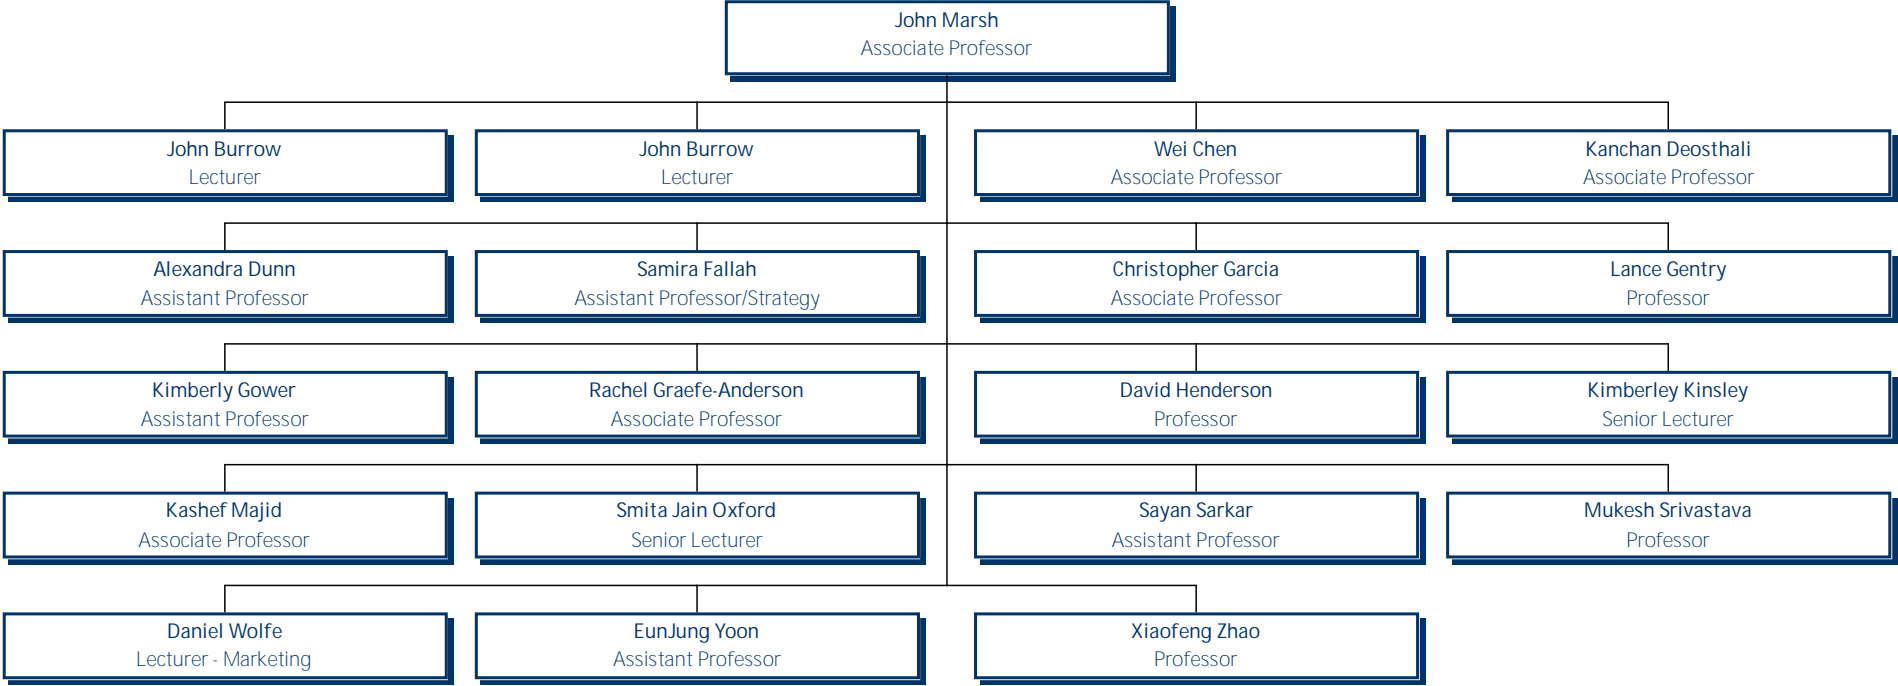 John Marsh
Associate Professor
John Burrow
Lecturer
John Burrow
Lecturer
Wei Chen
Associate Professor
Kanchan Deosthali
Associate Professor
Alexandra Dunn
Assistant Professor
Samira Fallah
Assistant Professor/Strategy
Christopher Garcia
Associate Professor
Lance Gentry
Professor
Kimberly Gower
Assistant Professor
Rachel Graefe-Anderson
Associate Professor
David Henderson
Professor
Kimberley Kinsley
Senior Lecturer
Kashef Majid
Associate Professor
Smita Jain Oxford
Senior Lecturer
Sayan Sarkar
Assistant Professor
Mukesh Srivastava
Professor
Daniel Wolfe
Lecturer - Marketing
EunJung Yoon
Assistant Professor
Xiaofeng Zhao
Professor